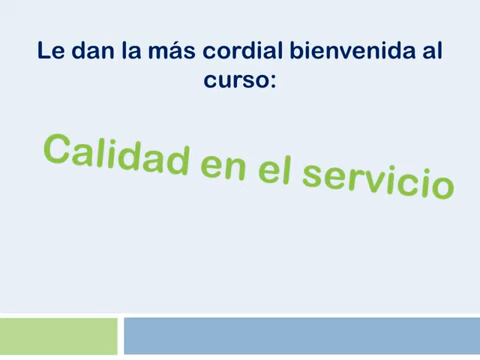 Le dan la más cordial bienvenida al
curso:
Calidad en el servicio